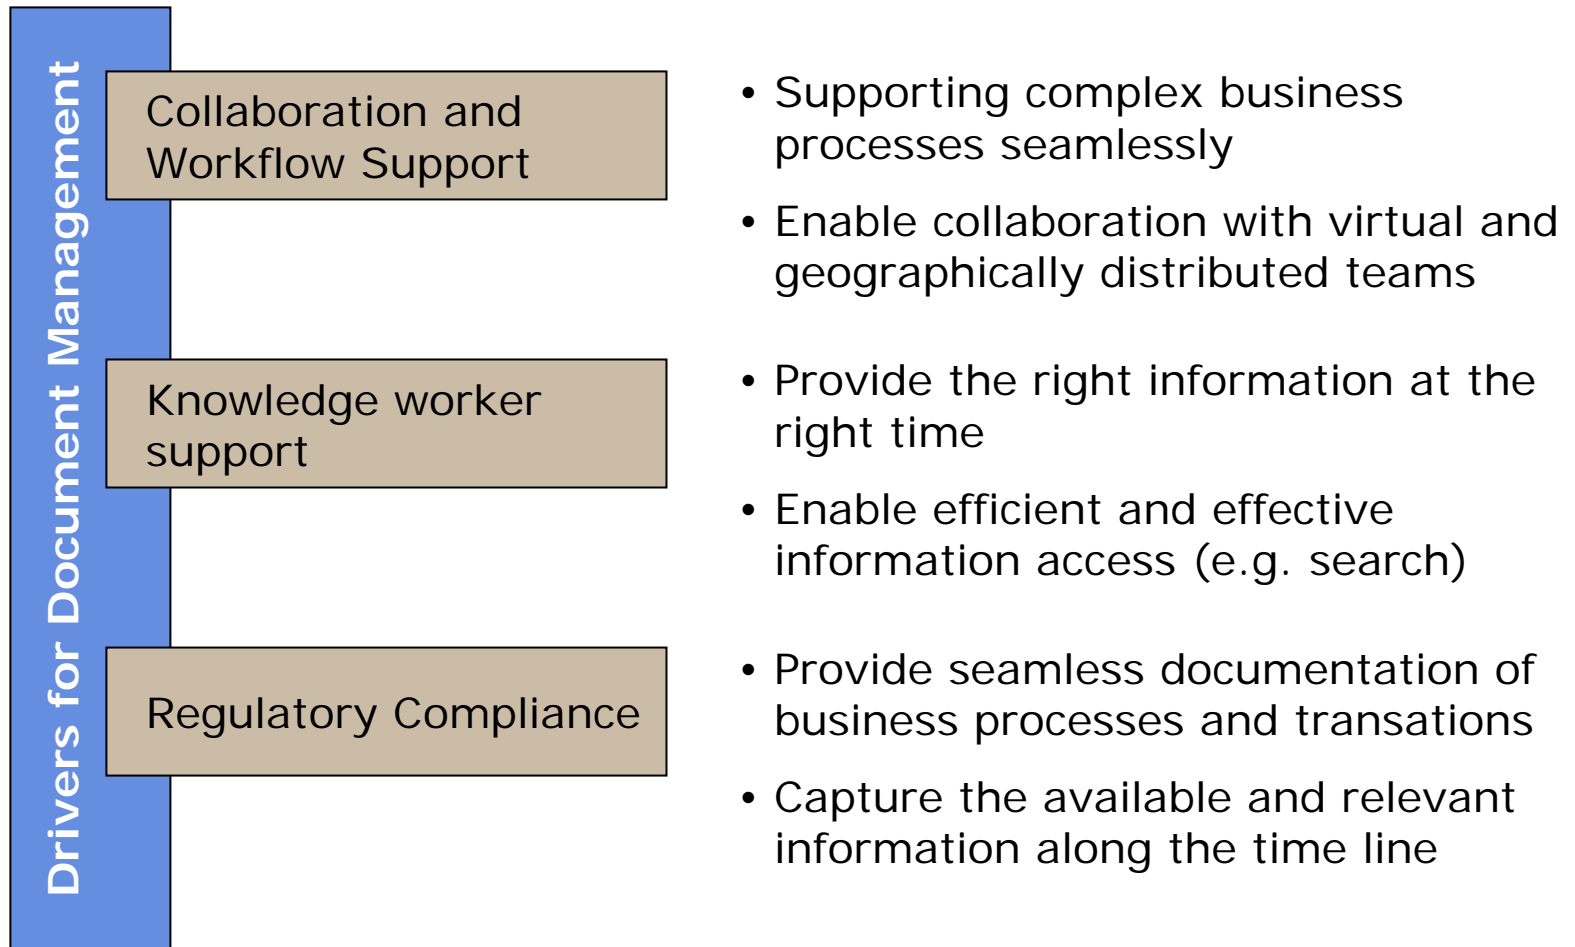 Drivers for Document Management
Collaboration and
Workflow Support
• Supporting complex business
processes seamlessly
• Enable collaboration with virtual and
geographically distributed teams
Knowledge worker
support
• Provide the right information at the
right time
• Enable efficient and effective
information access (e.g. search)
Regulatory Compliance
• Provide seamless documentation of
business processes and transations
• Capture the available and relevant
information along the time line